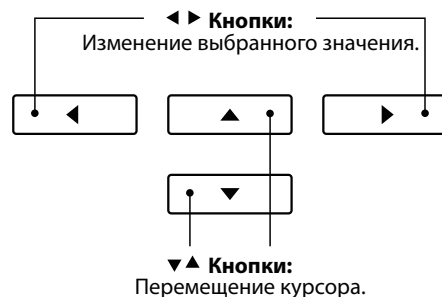 ◀ ▶ Кнопки:
Изменение выбранного значения.
▼▲ Кнопки:
Перемещение курсора.